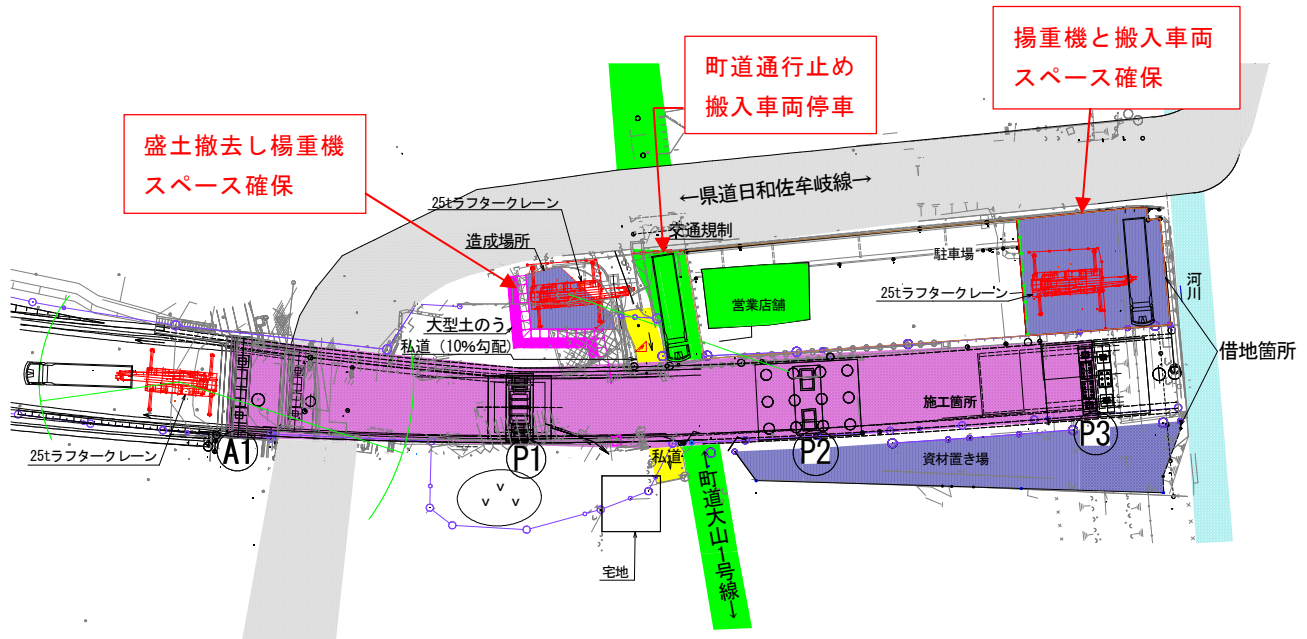 揚重機と搬入車両
スペース確保
町道通行止め
搬入車両停車
盛土撤去し楊重機
スペース確保
←県道日和佐牟岐線→
25tラフタークレーン
交通規制
造成場所
駐車場
25tラフタークレーン
河川
営業店舗
大型土のう
私道（10％勾配）
借地箇所
施工箇所
25tラフタークレーン
A1
P1
P2
P3
私道
資材置き場
←町道大山1号線→
宅地